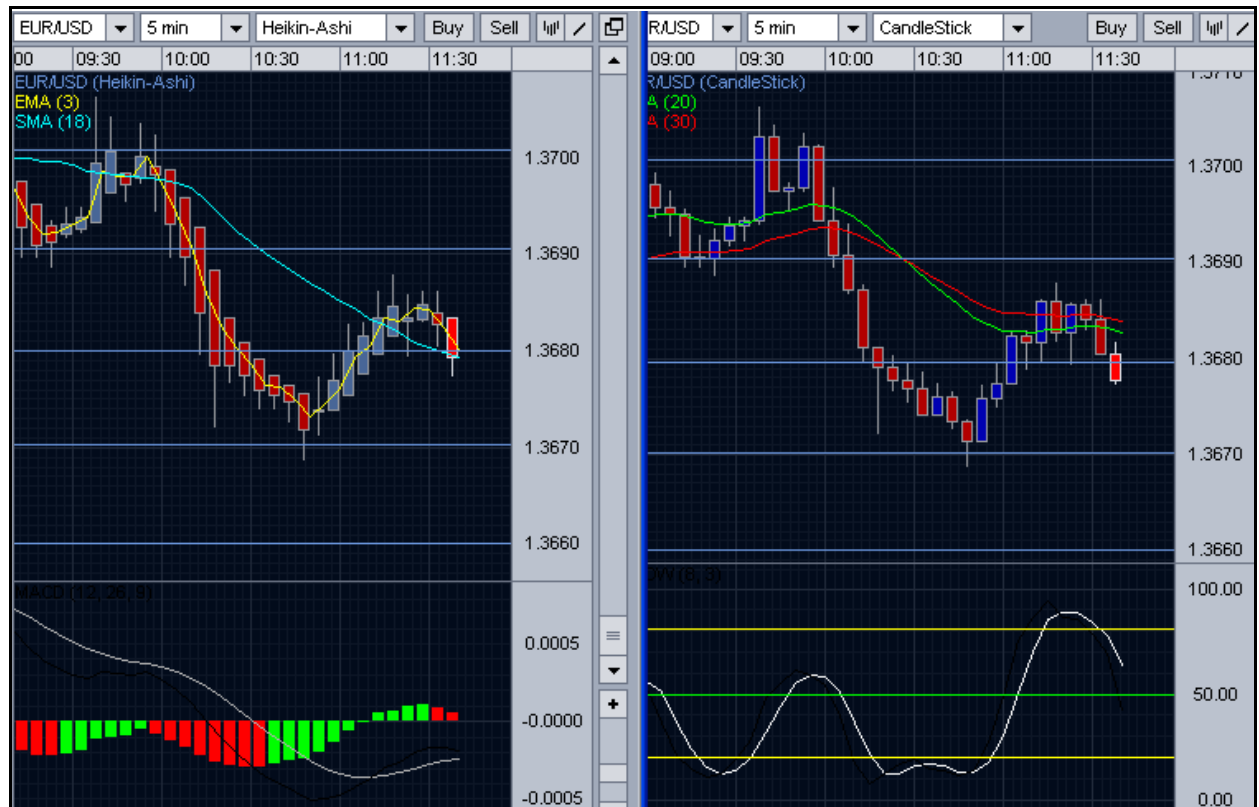 EUR/USD 5 min Heikin-Ashi Buy Sell
00 09:30 10:00 10:30 11:00 11:30
EUR/USD (Heikin-Ashi)
EMA (3)
SMA (18)
1.3700
1.3690
1.3680
1.3670
1.3660
MACD (12, 26, 9)
0.0005
-0.0000
-0.0005
R/USD 5 min CandleStick Buy Sell
09:00 09:30 10:00 10:30 11:00 11:30
R/USD (CandleStick)
A (20)
A (30)
1.3710
1.3700
1.3690
1.3680
1.3670
1.3660
100.00
50.00
0.00